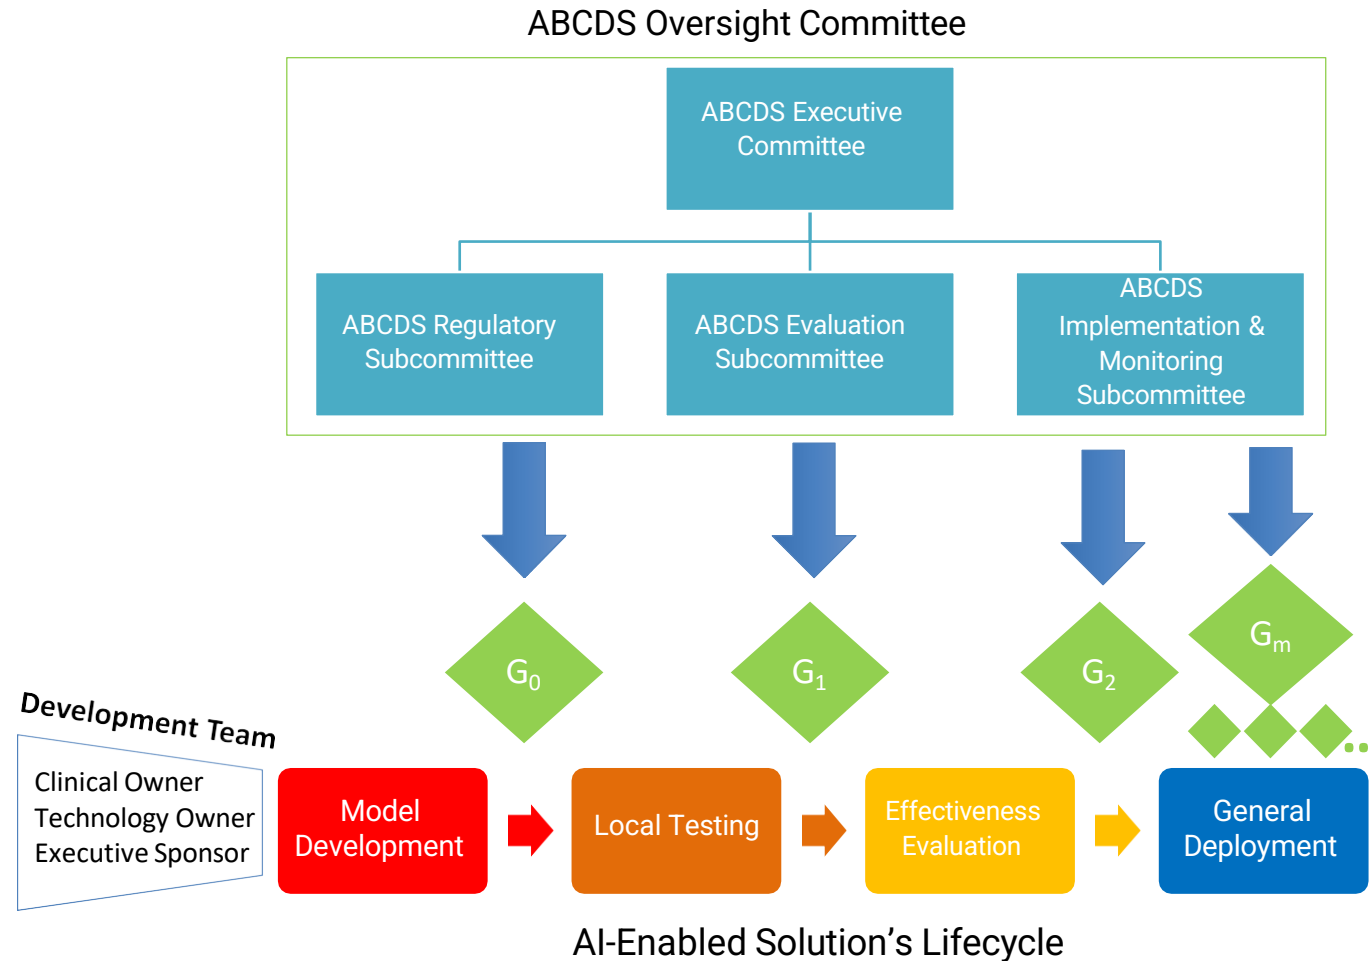 ABCDS Oversight Committee
ABCDS Executive
Committee
ABCDS Regulatory
Subcommittee
ABCDS Evaluation
Subcommittee
ABCDS
Implementation &
Monitoring
Subcommittee
G0
G1
G2
Gm
Development Team
Clinical Owner
Technology Owner
Executive Sponsor
Model
Development
Local Testing
Effectiveness
Evaluation
General
Deployment
AI-Enabled Solution’s Lifecycle